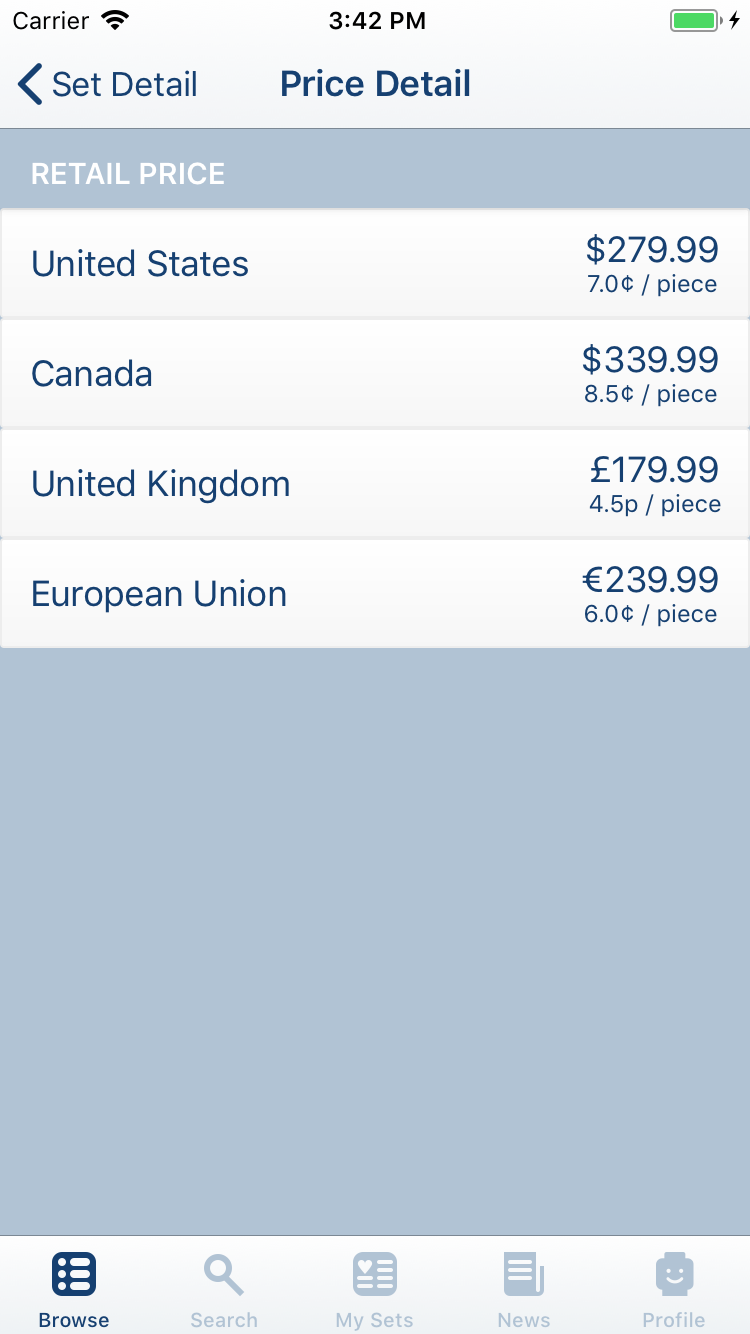 Carrier 3:42 PM
Set Detail Price Detail
RETAIL PRICE
United States $279.99
7.0¢ / piece
Canada $339.99
8.5¢ / piece
United Kingdom £179.99
4.5p / piece
European Union €239.99
6.0¢ / piece
Browse Search My Sets News Profile